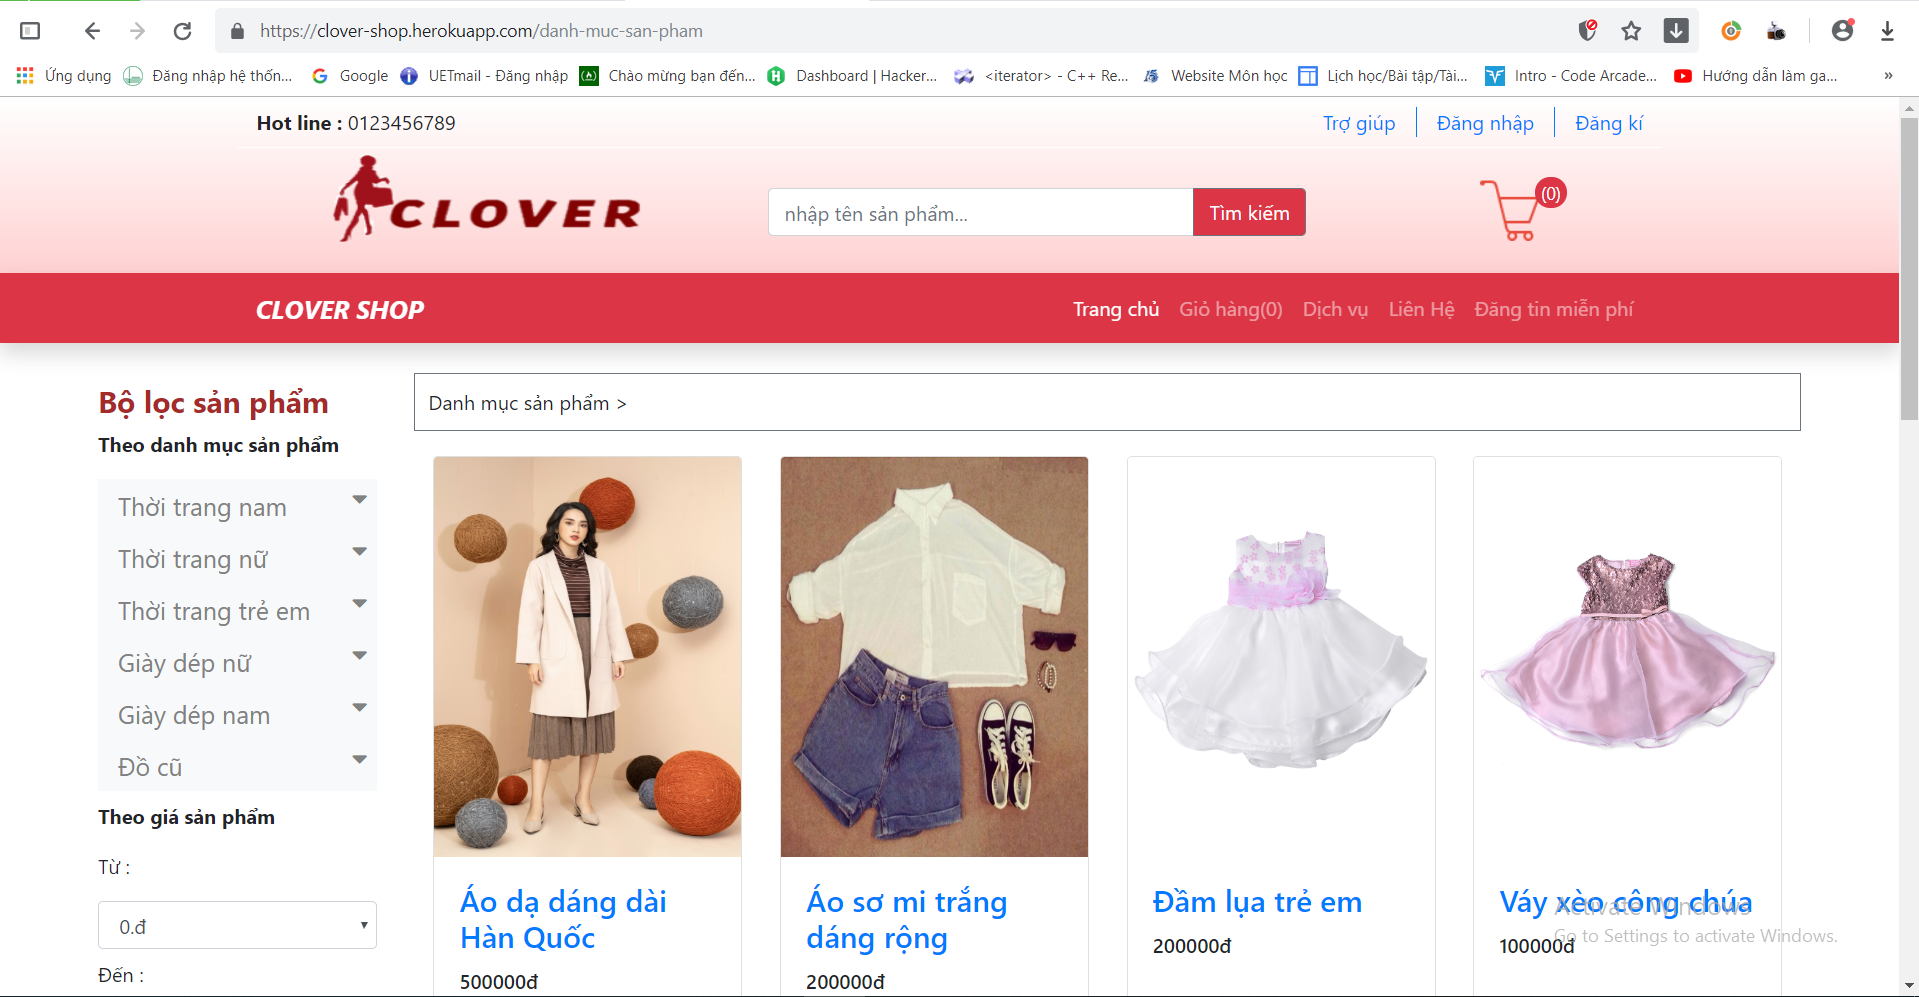 https://clover-shop.herokuapp.com/danh-muc-san-pham
Ứng dụng Đăng nhập hệ thốn... Google UETmail - Đăng nhập Chào mừng bạn đến... Dashboard | Hacker... <iterator> - C++ Re... Website Môn học Lịch học/Bài tập/Tài... Intro - Code Arcade... Hướng dẫn làm ga... »
Hot line : 0123456789
Trợ giúp Đăng nhập Đăng kí
CLOVER
nhập tên sản phẩm... Tìm kiếm
(0)
CLOVER SHOP
Trang chủ Giỏ hàng(0) Dịch vụ Liên Hệ Đăng tin miễn phí
Bộ lọc sản phẩm
Theo danh mục sản phẩm
Thời trang nam
Thời trang nữ
Thời trang trẻ em
Giày dép nữ
Giày dép nam
Đồ cũ
Theo giá sản phẩm
Từ :
0.đ
Đến :
Danh mục sản phẩm >
Áo dạ dáng dài
Hàn Quốc
500000đ
Áo sơ mi trắng
dáng rộng
200000đ
Đầm lụa trẻ em
200000đ
Váy xèn công chúa
100000đ
Activate Windows
Go to Settings to activate Windows.